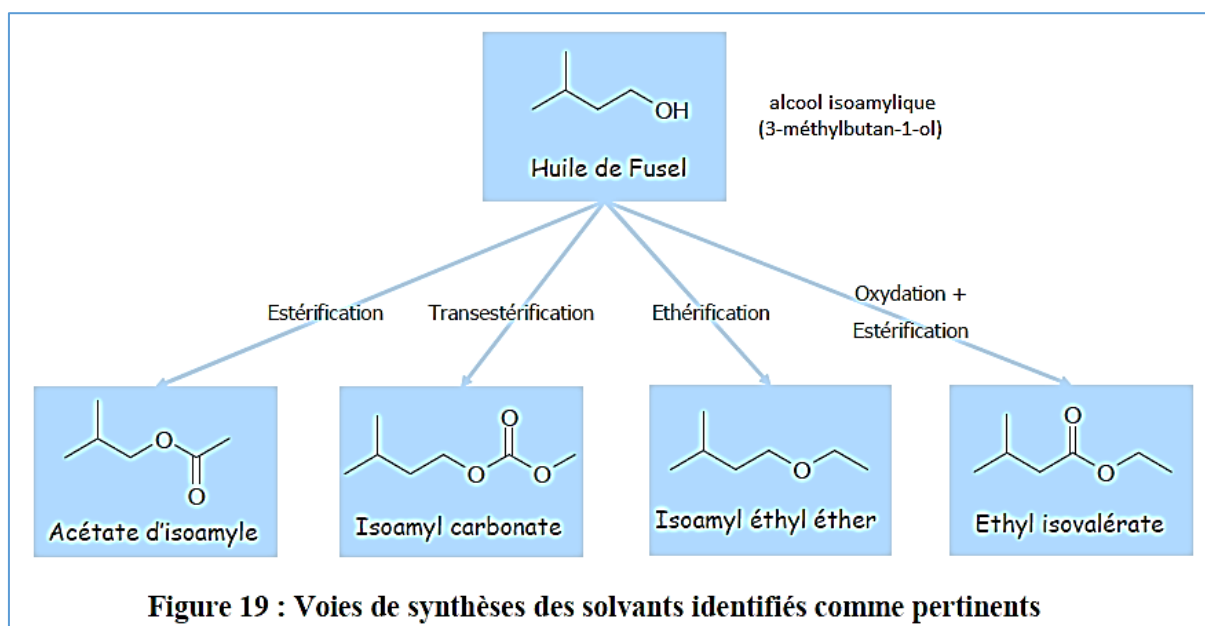 OH
Huile de Fusel
alcool isoamylique
(3-méthylbutan-1-ol)
Estérification
Transestérification
Ethérification
Oxydation +
Estérification
O
O
Acétate d'isoamyle
O
O
O
Isoamyl carbonate
O
Isoamyl éthyl éther
O
O
Ethyl isovalérate
Figure 19 : Voies de synthèses des solvants identifiés comme pertinents